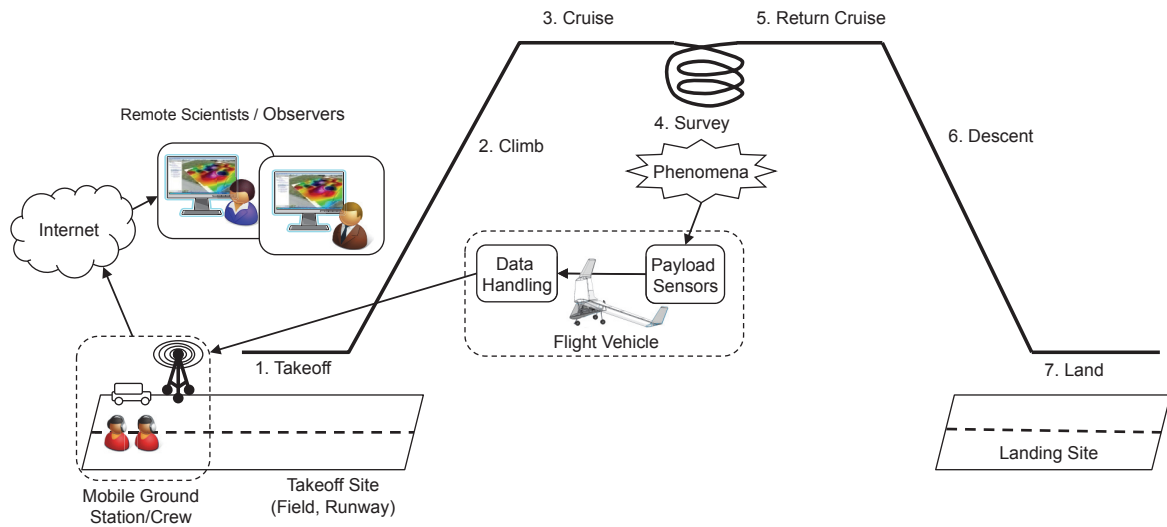 3. Cruise
5. Return Cruise
Remote Scientists / Observers
2. Climb
4. Survey
6. Descent
Phenomena
Internet
Data
Handling
Payload
Sensors
Flight Vehicle
1. Takeoff
7. Land
Landing Site
Mobile Ground
Station/Crew
Takeoff Site
(Field, Runway)